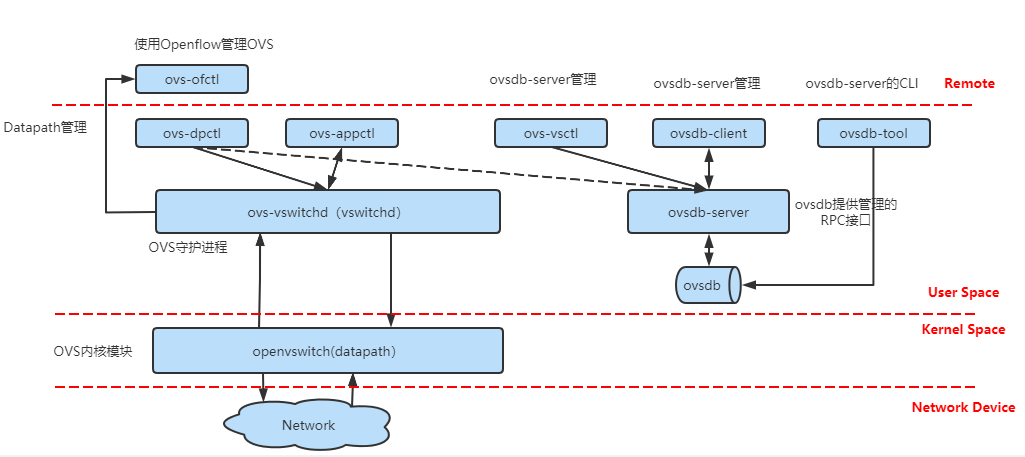 使用Openflow管理OVS
ovs-ofctl
ovsdb-server管理
ovsdb-server管理
ovsdb-server的CLI
Remote
Datapath管理
ovs-dpctl
ovs-appctl
ovs-vsctl
ovsdb-client
ovsdb-tool
ovs-vswitchd（vswitchd）
ovsdb-server
ovsdb提供管理的
RPC接口
OVS守护进程
ovsdb
User Space
Kernel Space
OVS内核模块
openvswitch(datapath）
Network Device
Network